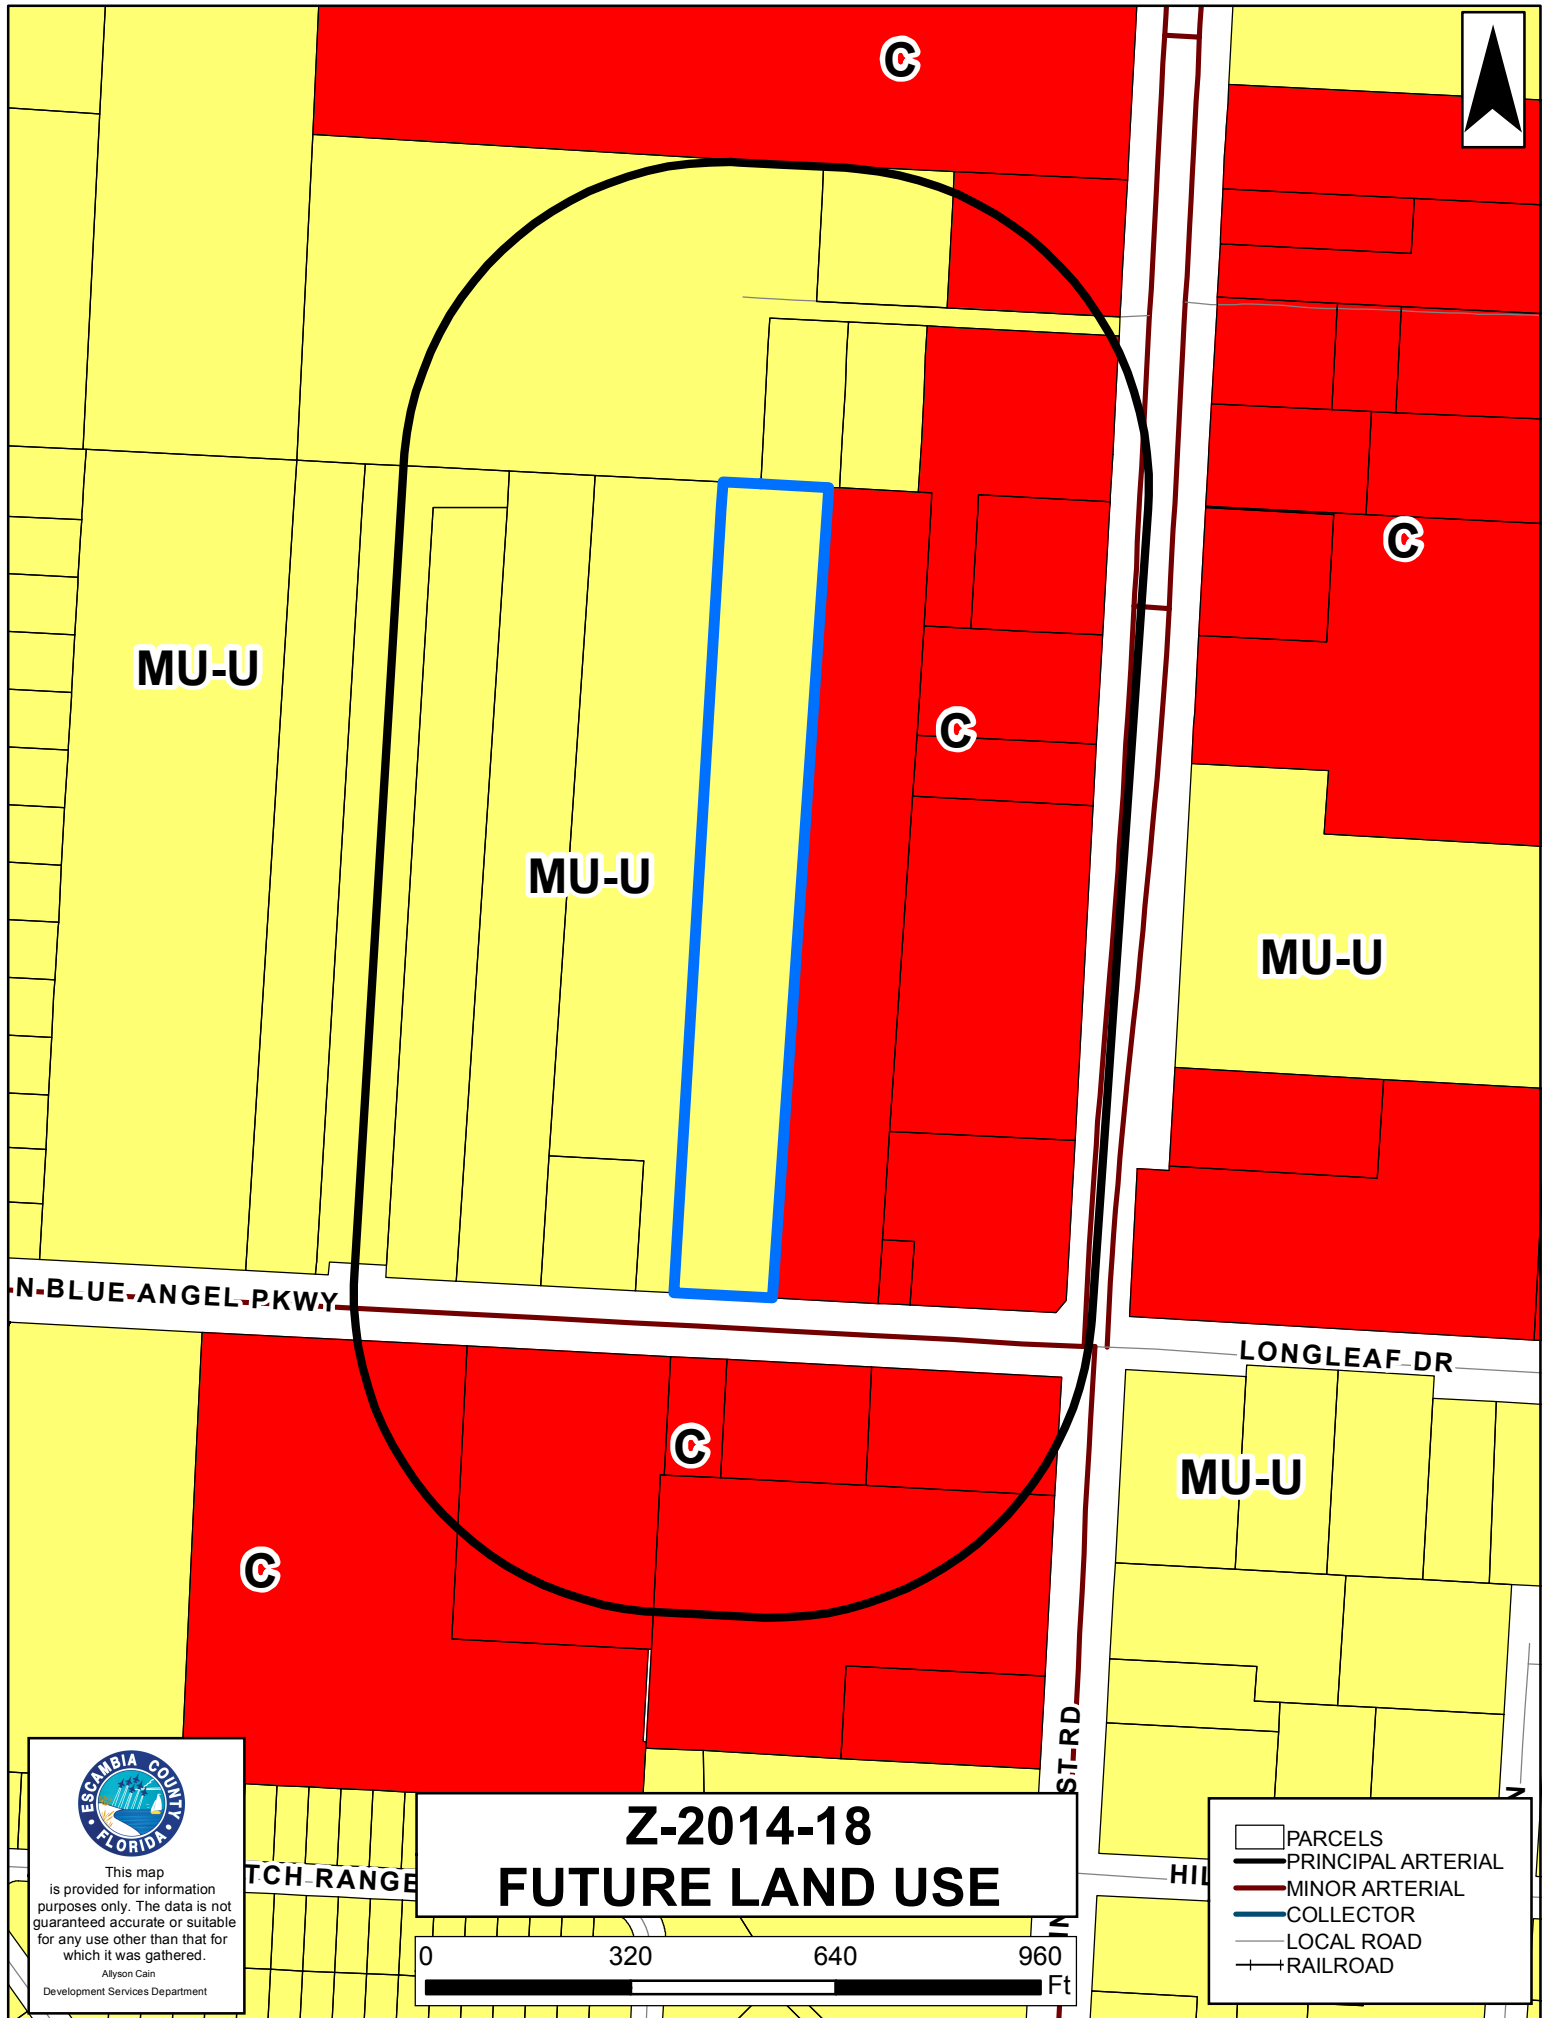 C
C
MU-U
C
MU-U
MU-U
N BLUE ANGEL PKWY
LONGLEAF DR
C
MU-U
C
ST RD
N
ESCAMBIA COUNTY
FLORIDA
This map
is provided for information
purposes only. The data is not
guaranteed accurate or suitable
for any use other than that for
which it was gathered.
Allyson Cain
Development Services Department
TCH RANGE
Z-2014-18
FUTURE LAND USE
HIL
PARCELS
PRINCIPAL ARTERIAL
MINOR ARTERIAL
COLLECTOR
LOCAL ROAD
RAILROAD
0 320 640 960
Ft